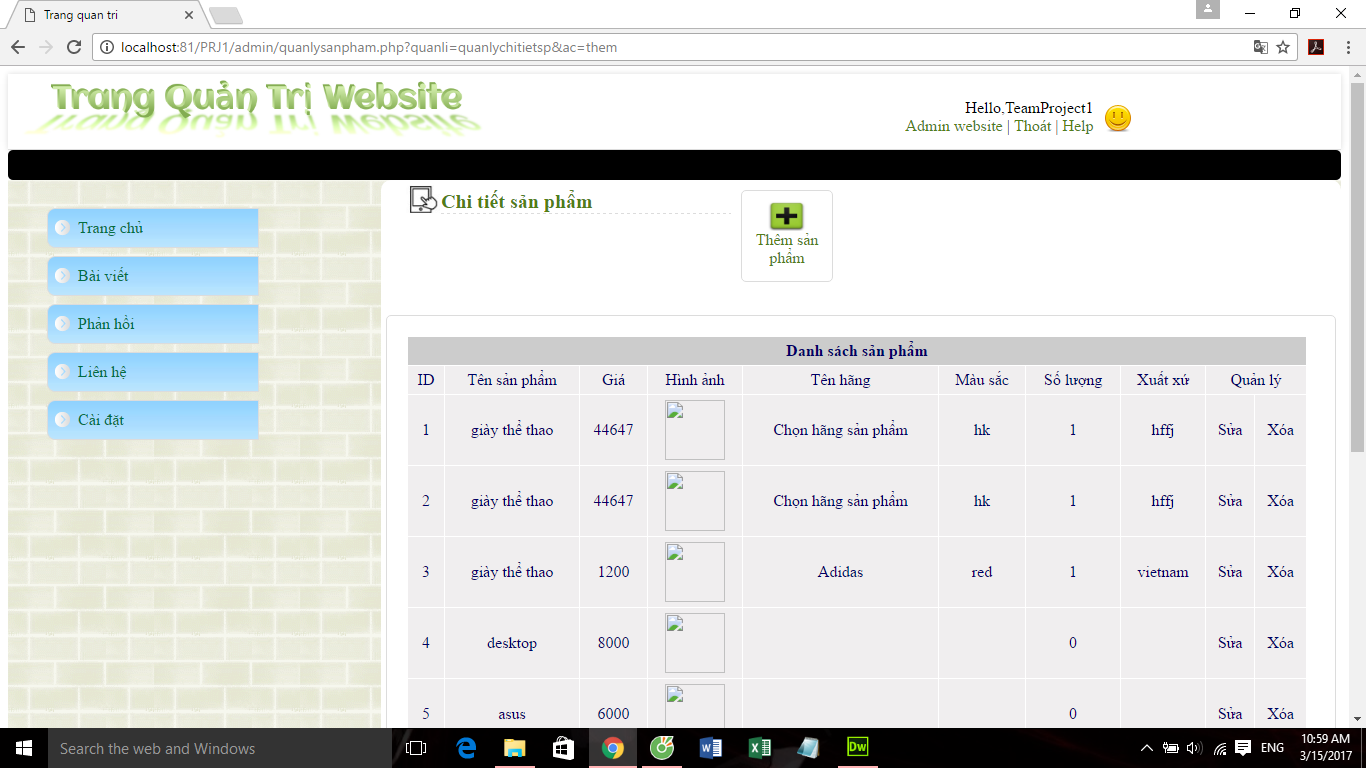 Trang quan tri
localhost:81/PRJ1/admin/quanlysanpham.php?quanli=quanlychitietsp&ac=them
Trang Quản Trị Website
Hello,TeamProject1
Admin website | Thoát | Help
Trang chủ
Bài viết
Phản hồi
Liên hệ
Cài đặt
Chi tiết sản phẩm
Thêm sản
phẩm
Danh sách sản phẩm
ID Tên sản phẩm Giá Hình ảnh Tên hãng Màu sắc Số lượng Xuất xứ Quản lý
1 giày thể thao 44647 Chọn hãng sản phẩm hk 1 hffj Sửa Xóa
2 giày thể thao 44647 Chọn hãng sản phẩm hk 1 hffj Sửa Xóa
3 giày thể thao 1200 Adidas red 1 vietnam Sửa Xóa
4 desktop 8000 0 Sửa Xóa
5 asus 6000 0 Sửa Xóa
Search the web and Windows
Dw
ENG
10:59 AM
3/15/2017